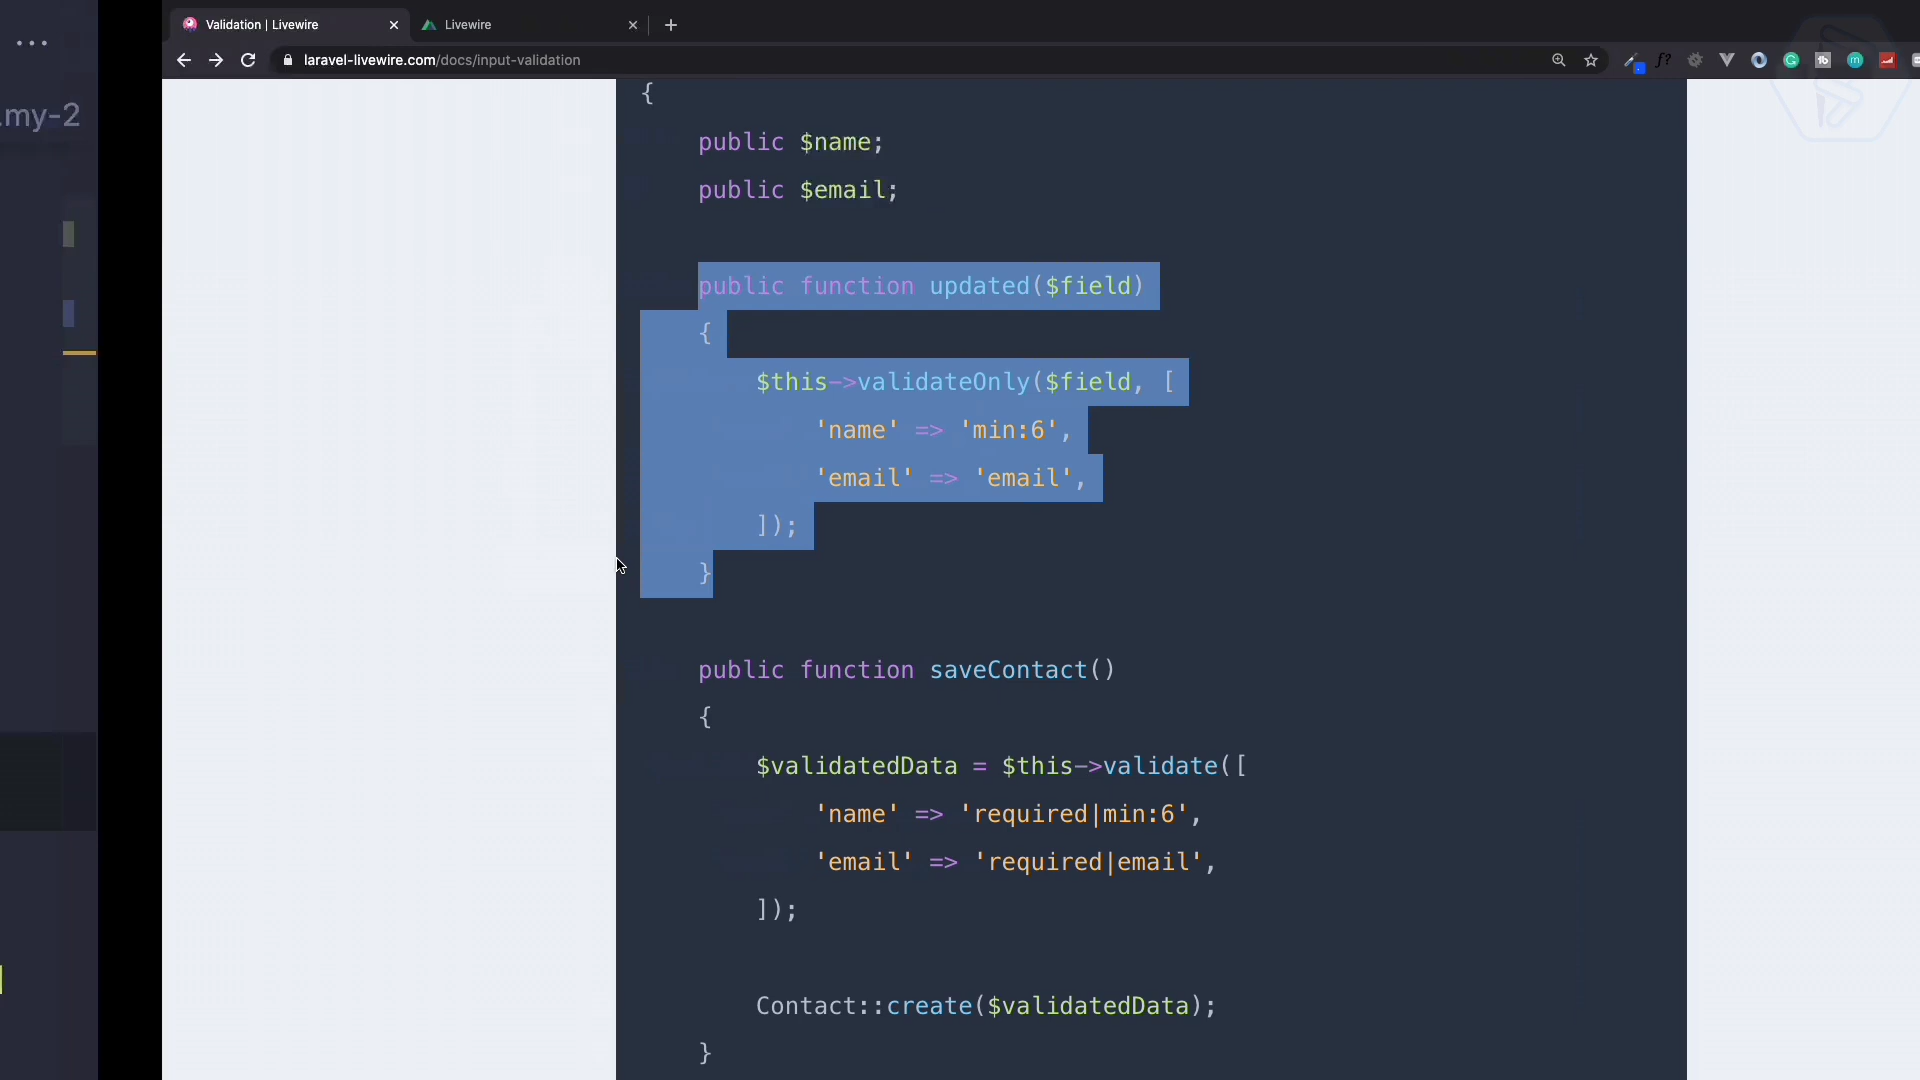 Validation | Livewire
Livewire
laravel-livewire.com/docs/input-validation
.my-2
{
public $name;
public $email;
public function updated($field)
{
$this->validateOnly($field, [
'name' => 'min:6',
'email' => 'email',
]);
}
public function saveContact()
{
$validatedData = $this->validate([
'name' => 'required|min:6',
'email' => 'required|email',
]);
Contact::create($validatedData);
}